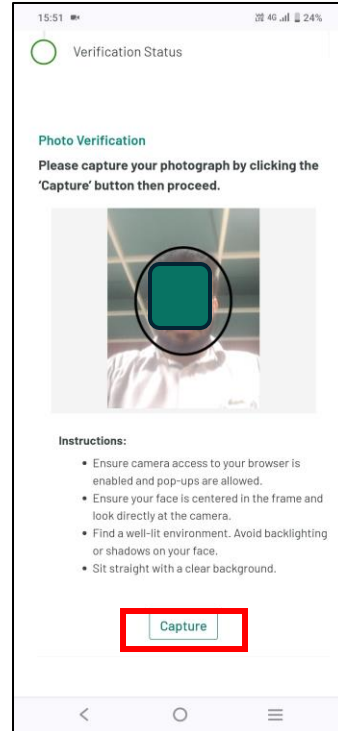 15:51
4G 24%
Verification Status
Photo Verification
Please capture your photograph by clicking the
‘Capture’ button then proceed.
Instructions:
• Ensure camera access to your browser is
enabled and pop-ups are allowed.
• Ensure your face is centered in the frame and
look directly at the camera.
• Find a well-lit environment. Avoid backlighting
or shadows on your face.
• Sit straight with a clear background.
Capture